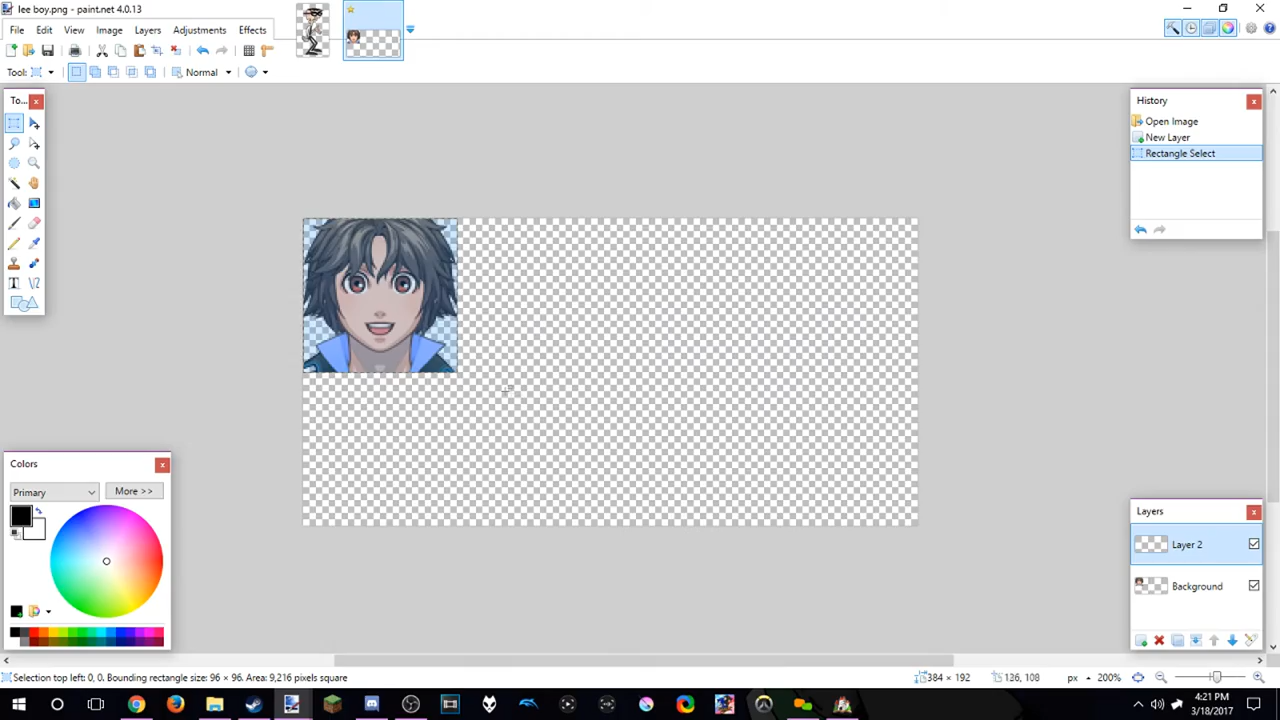 lee boy.png - paint.net 4.0.13
File Edit View Image Layers Adjustments Effects
Tool: Normal
To...
History
Open Image
New Layer
Rectangle Select
Colors
Primary More >>
Layers
Layer 2
Background
Selection top left: 0, 0. Bounding rectangle size: 96 × 96. Area: 9,216 pixels square
384 × 192
136, 108
px
200%
4:21 PM
3/18/2017